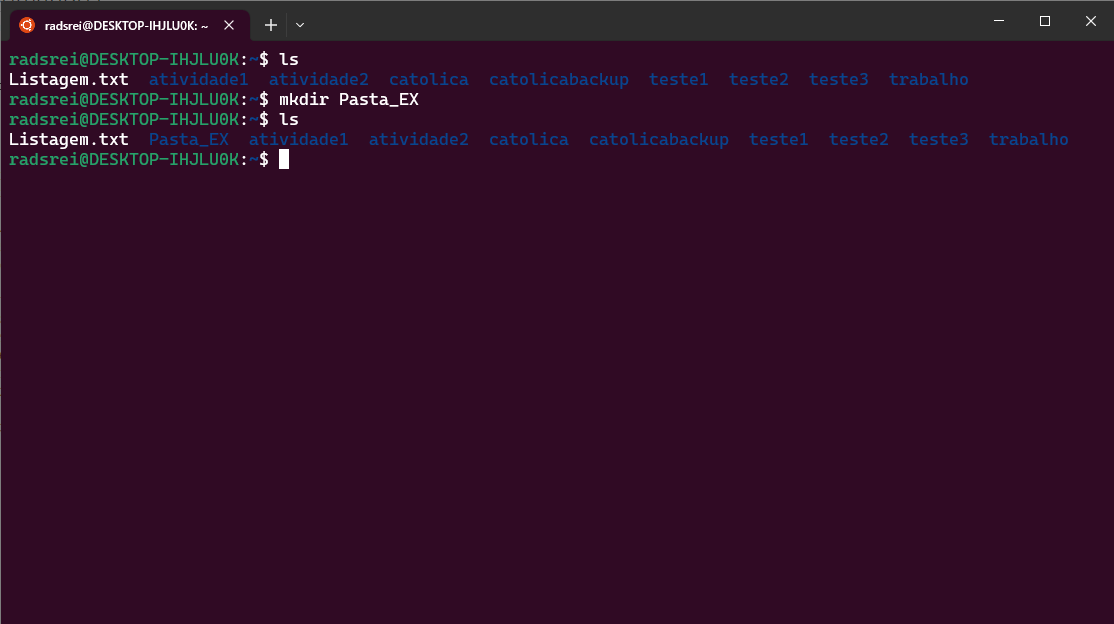 radsrei@DESKTOP-IHJLU0K: ~
radsrei@DESKTOP-IHJLU0K:~$ ls
Listagem.txt  atividade1  atividade2  catolica  catolicabackup  teste1  teste2  teste3  trabalho
radsrei@DESKTOP-IHJLU0K:~$ mkdir Pasta_EX
radsrei@DESKTOP-IHJLU0K:~$ ls
Listagem.txt  Pasta_EX  atividade1  atividade2  catolica  catolicabackup  teste1  teste2  teste3  trabalho
radsrei@DESKTOP-IHJLU0K:~$